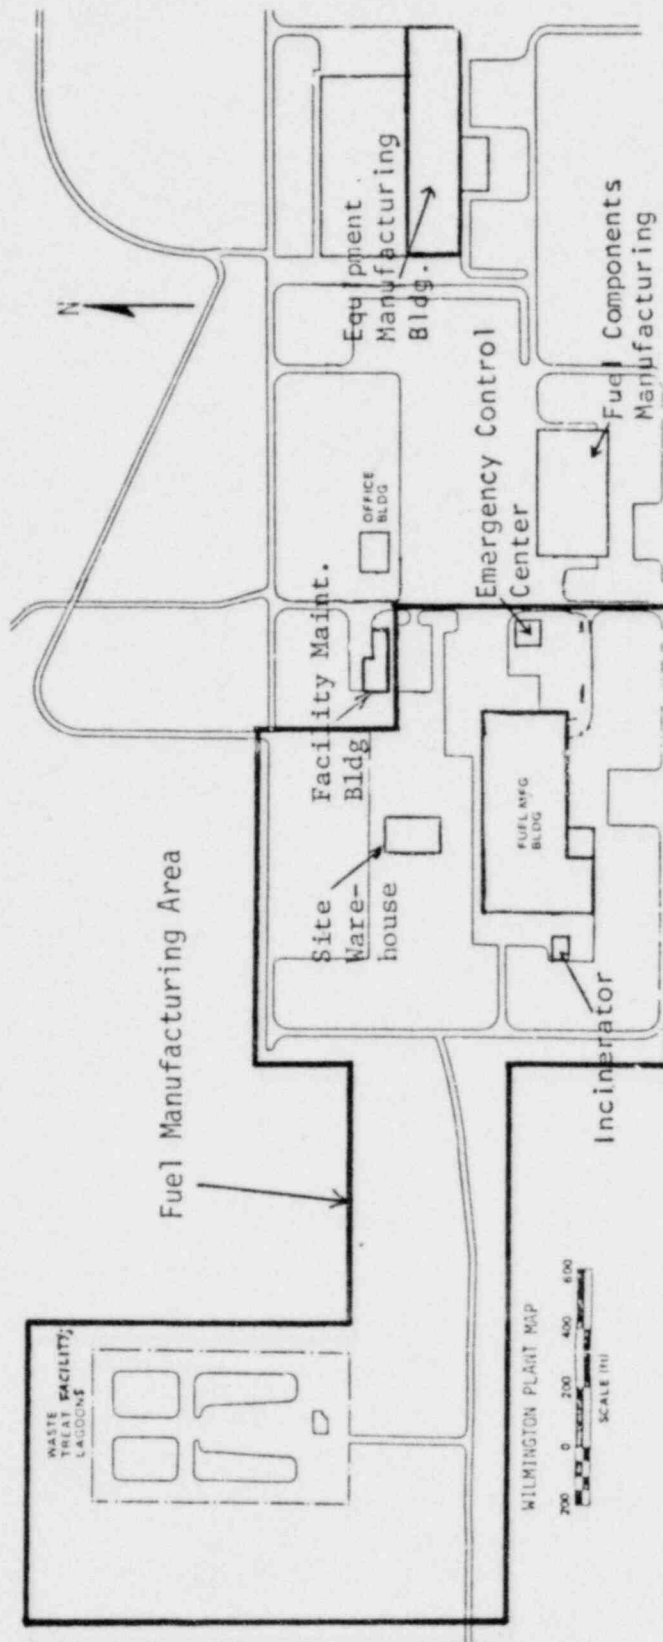 N
Fuel Manufacturing Area
WASTE
TREAT FACILITY;
LAGOONS
Equipment
Manufacturing
Bldg.
OFFICE
BLDG
Facility Maint.
Bldg
Site
Ware-
house
Emergency Control
Center
Fuel Components
Manufacturing
FUEL MFG
BLDG
Incinerator
WILMINGTON PLANT MAP
200 0 200 400 600
SCALE (ft)